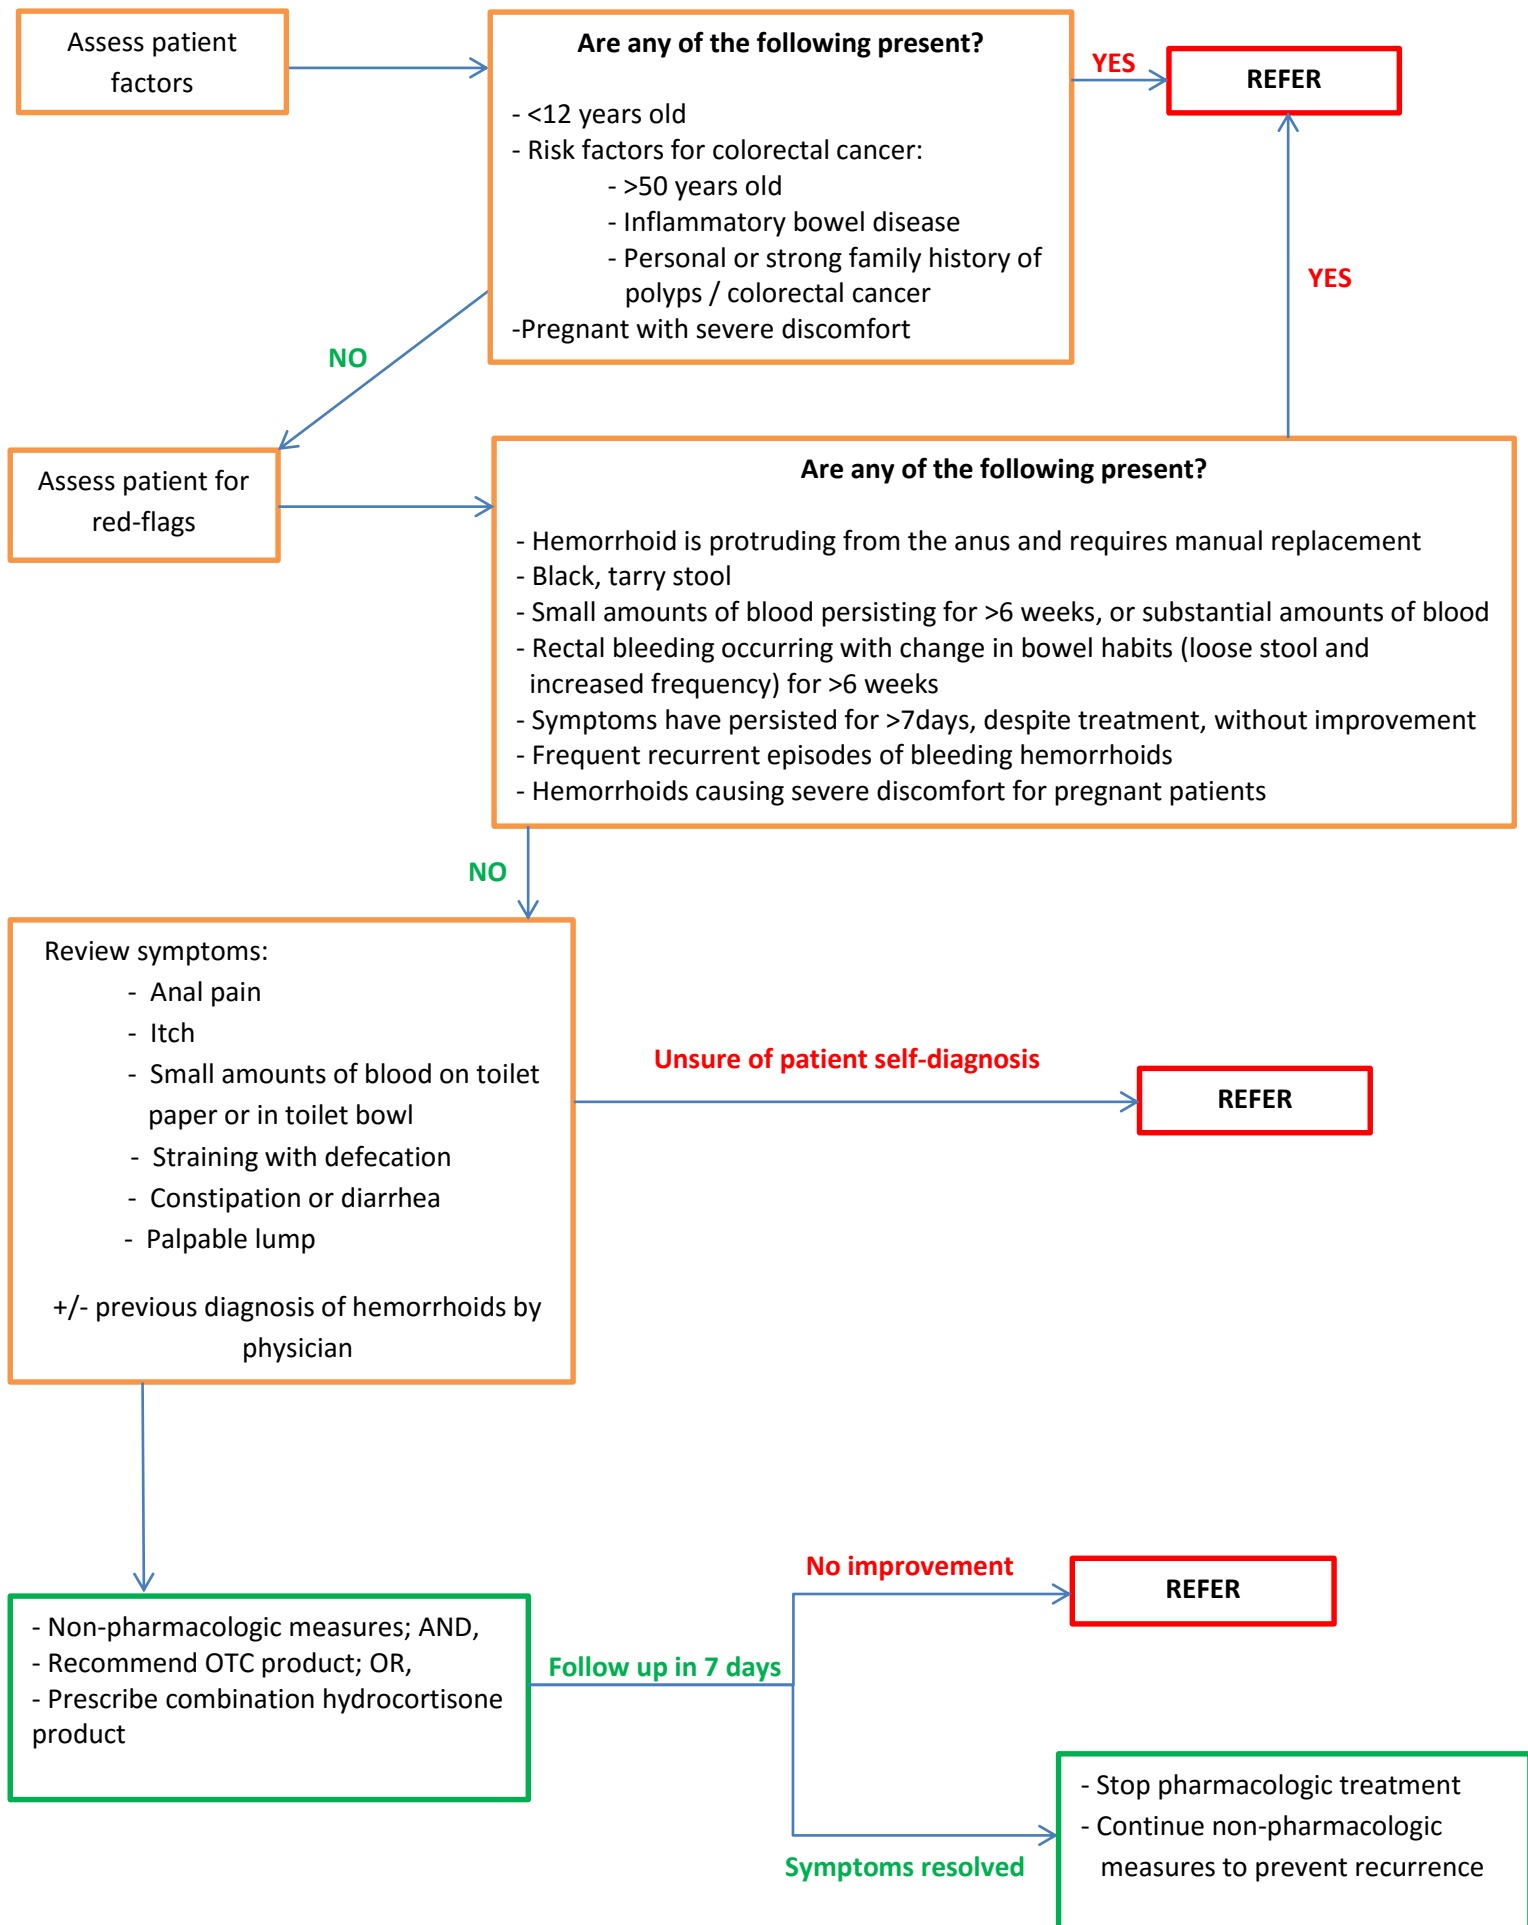 Assess patient
factors
Are any of the following present?
- <12 years old
- Risk factors for colorectal cancer:
- >50 years old
- Inflammatory bowel disease
- Personal or strong family history of
polyps / colorectal cancer
-Pregnant with severe discomfort
YES
REFER
YES
NO
Assess patient for
red-flags
Are any of the following present?
- Hemorrhoid is protruding from the anus and requires manual replacement
- Black, tarry stool
- Small amounts of blood persisting for >6 weeks, or substantial amounts of blood
- Rectal bleeding occurring with change in bowel habits (loose stool and
increased frequency) for >6 weeks
- Symptoms have persisted for >7days, despite treatment, without improvement
- Frequent recurrent episodes of bleeding hemorrhoids
- Hemorrhoids causing severe discomfort for pregnant patients
NO
Review symptoms:
- Anal pain
- Itch
- Small amounts of blood on toilet
paper or in toilet bowl
- Straining with defecation
- Constipation or diarrhea
- Palpable lump
+/- previous diagnosis of hemorrhoids by
physician
Unsure of patient self-diagnosis
REFER
- Non-pharmacologic measures; AND,
- Recommend OTC product; OR,
- Prescribe combination hydrocortisone
product
Follow up in 7 days
No improvement
REFER
Symptoms resolved
- Stop pharmacologic treatment
- Continue non-pharmacologic
measures to prevent recurrence